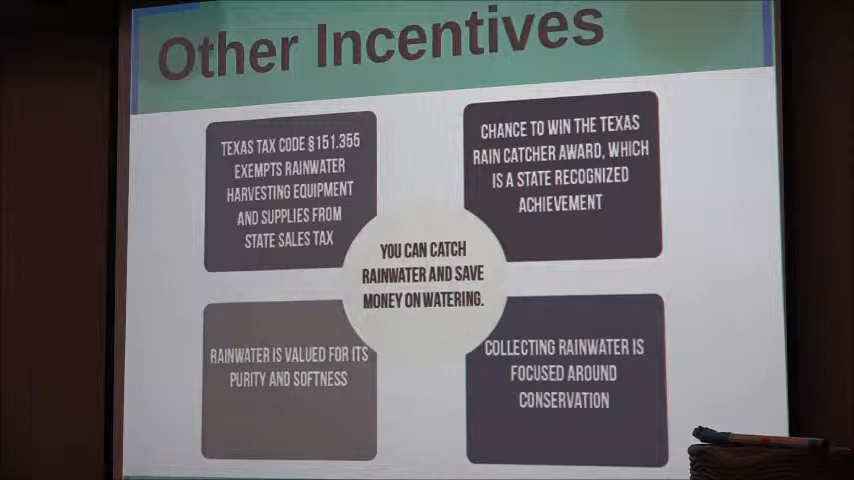 Other Incentives
TEXAS TAX CODE §151.355
EXEMPTS RAINWATER
HARVESTING EQUIPMENT
AND SUPPLIES FROM
STATE SALES TAX
CHANCE TO WIN THE TEXAS
RAIN CATCHER AWARD, WHICH
IS A STATE RECOGNIZED
ACHIEVEMENT
YOU CAN CATCH
RAINWATER AND SAVE
MONEY ON WATERING.
RAINWATER IS VALUED FOR ITS
PURITY AND SOFTNESS
COLLECTING RAINWATER IS
FOCUSED AROUND
CONSERVATION